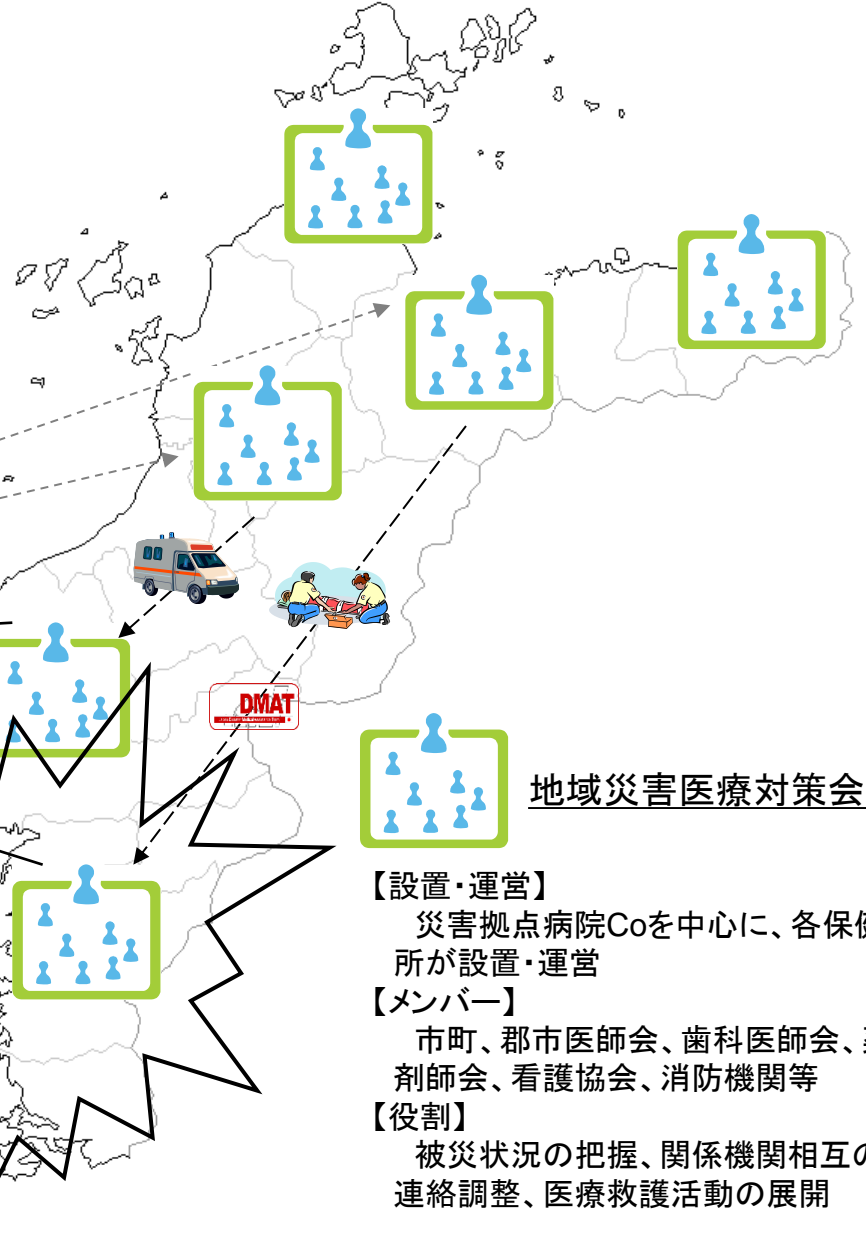 DMAT
地域災害医療対策会
【設置・運営】
災害拠点病院Coを中心に、各保
所が設置・運営
【メンバー】
市町、郡市医師会、歯科医師会、
剤師会、看護協会、消防機関等
【役割】
被災状況の把握、関係機関相互の
連絡調整、医療救護活動の展開